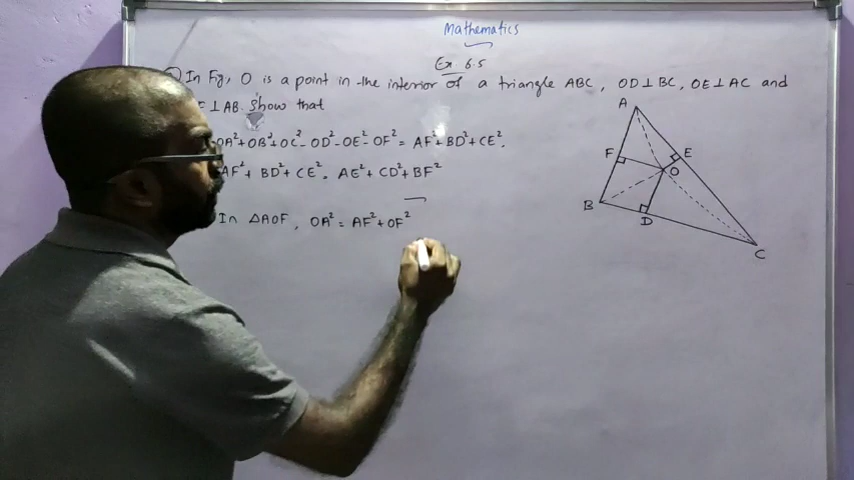 Mathematics
Ex 6.5
In Fig, O is a point in the interior of a triangle ABC, OD⊥BC, OE⊥AC and
⊥AB. Show that
OA²+OB²+OC²-OD²-OE²-OF² = AF²+BD²+CE².
AF²+BD²+CE² = AE²+CD²+BF²
In ΔAOF, OA² = AF²+OF²
A
F
E
O
B
D
C